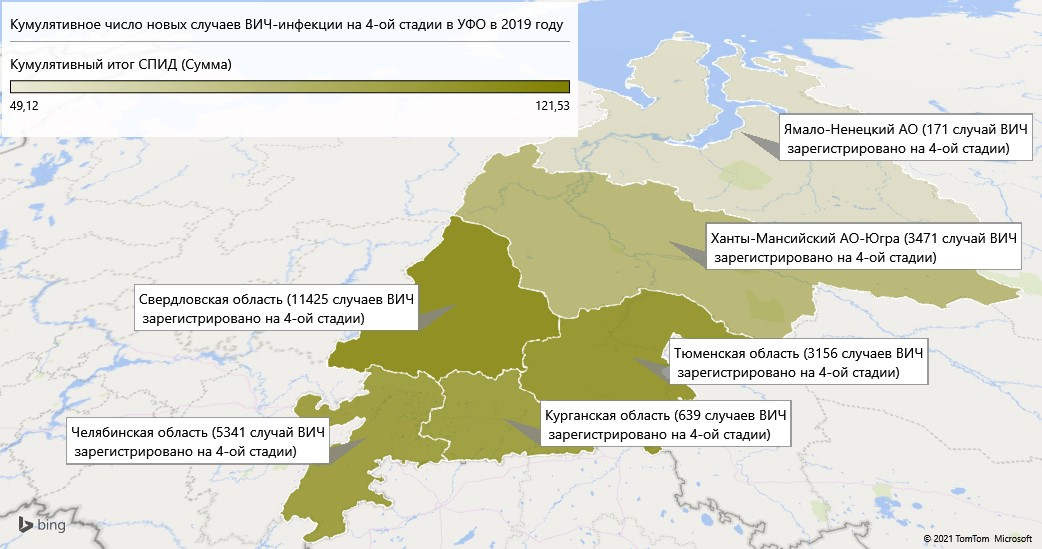 Кумулятивное число новых случаев ВИЧ-инфекции на 4-ой стадии в УФО в 2019 году
Кумулятивный итог СПИД (Сумма)
49,12 121,53
Ямало-Ненецкий АО (171 случай ВИЧ
зарегистрировано на 4-ой стадии)
Ханты-Мансийский АО-Югра (3471 случай ВИЧ
зарегистрировано на 4-ой стадии)
Свердловская область (11425 случаев ВИЧ
зарегистрировано на 4-ой стадии)
Тюменская область (3156 случаев ВИЧ
зарегистрировано на 4-ой стадии)
Курганская область (639 случаев ВИЧ
зарегистрировано на 4-ой стадии)
Челябинская область (5341 случай ВИЧ
зарегистрировано на 4-ой стадии)
bing
© 2021 TomTom Microsoft